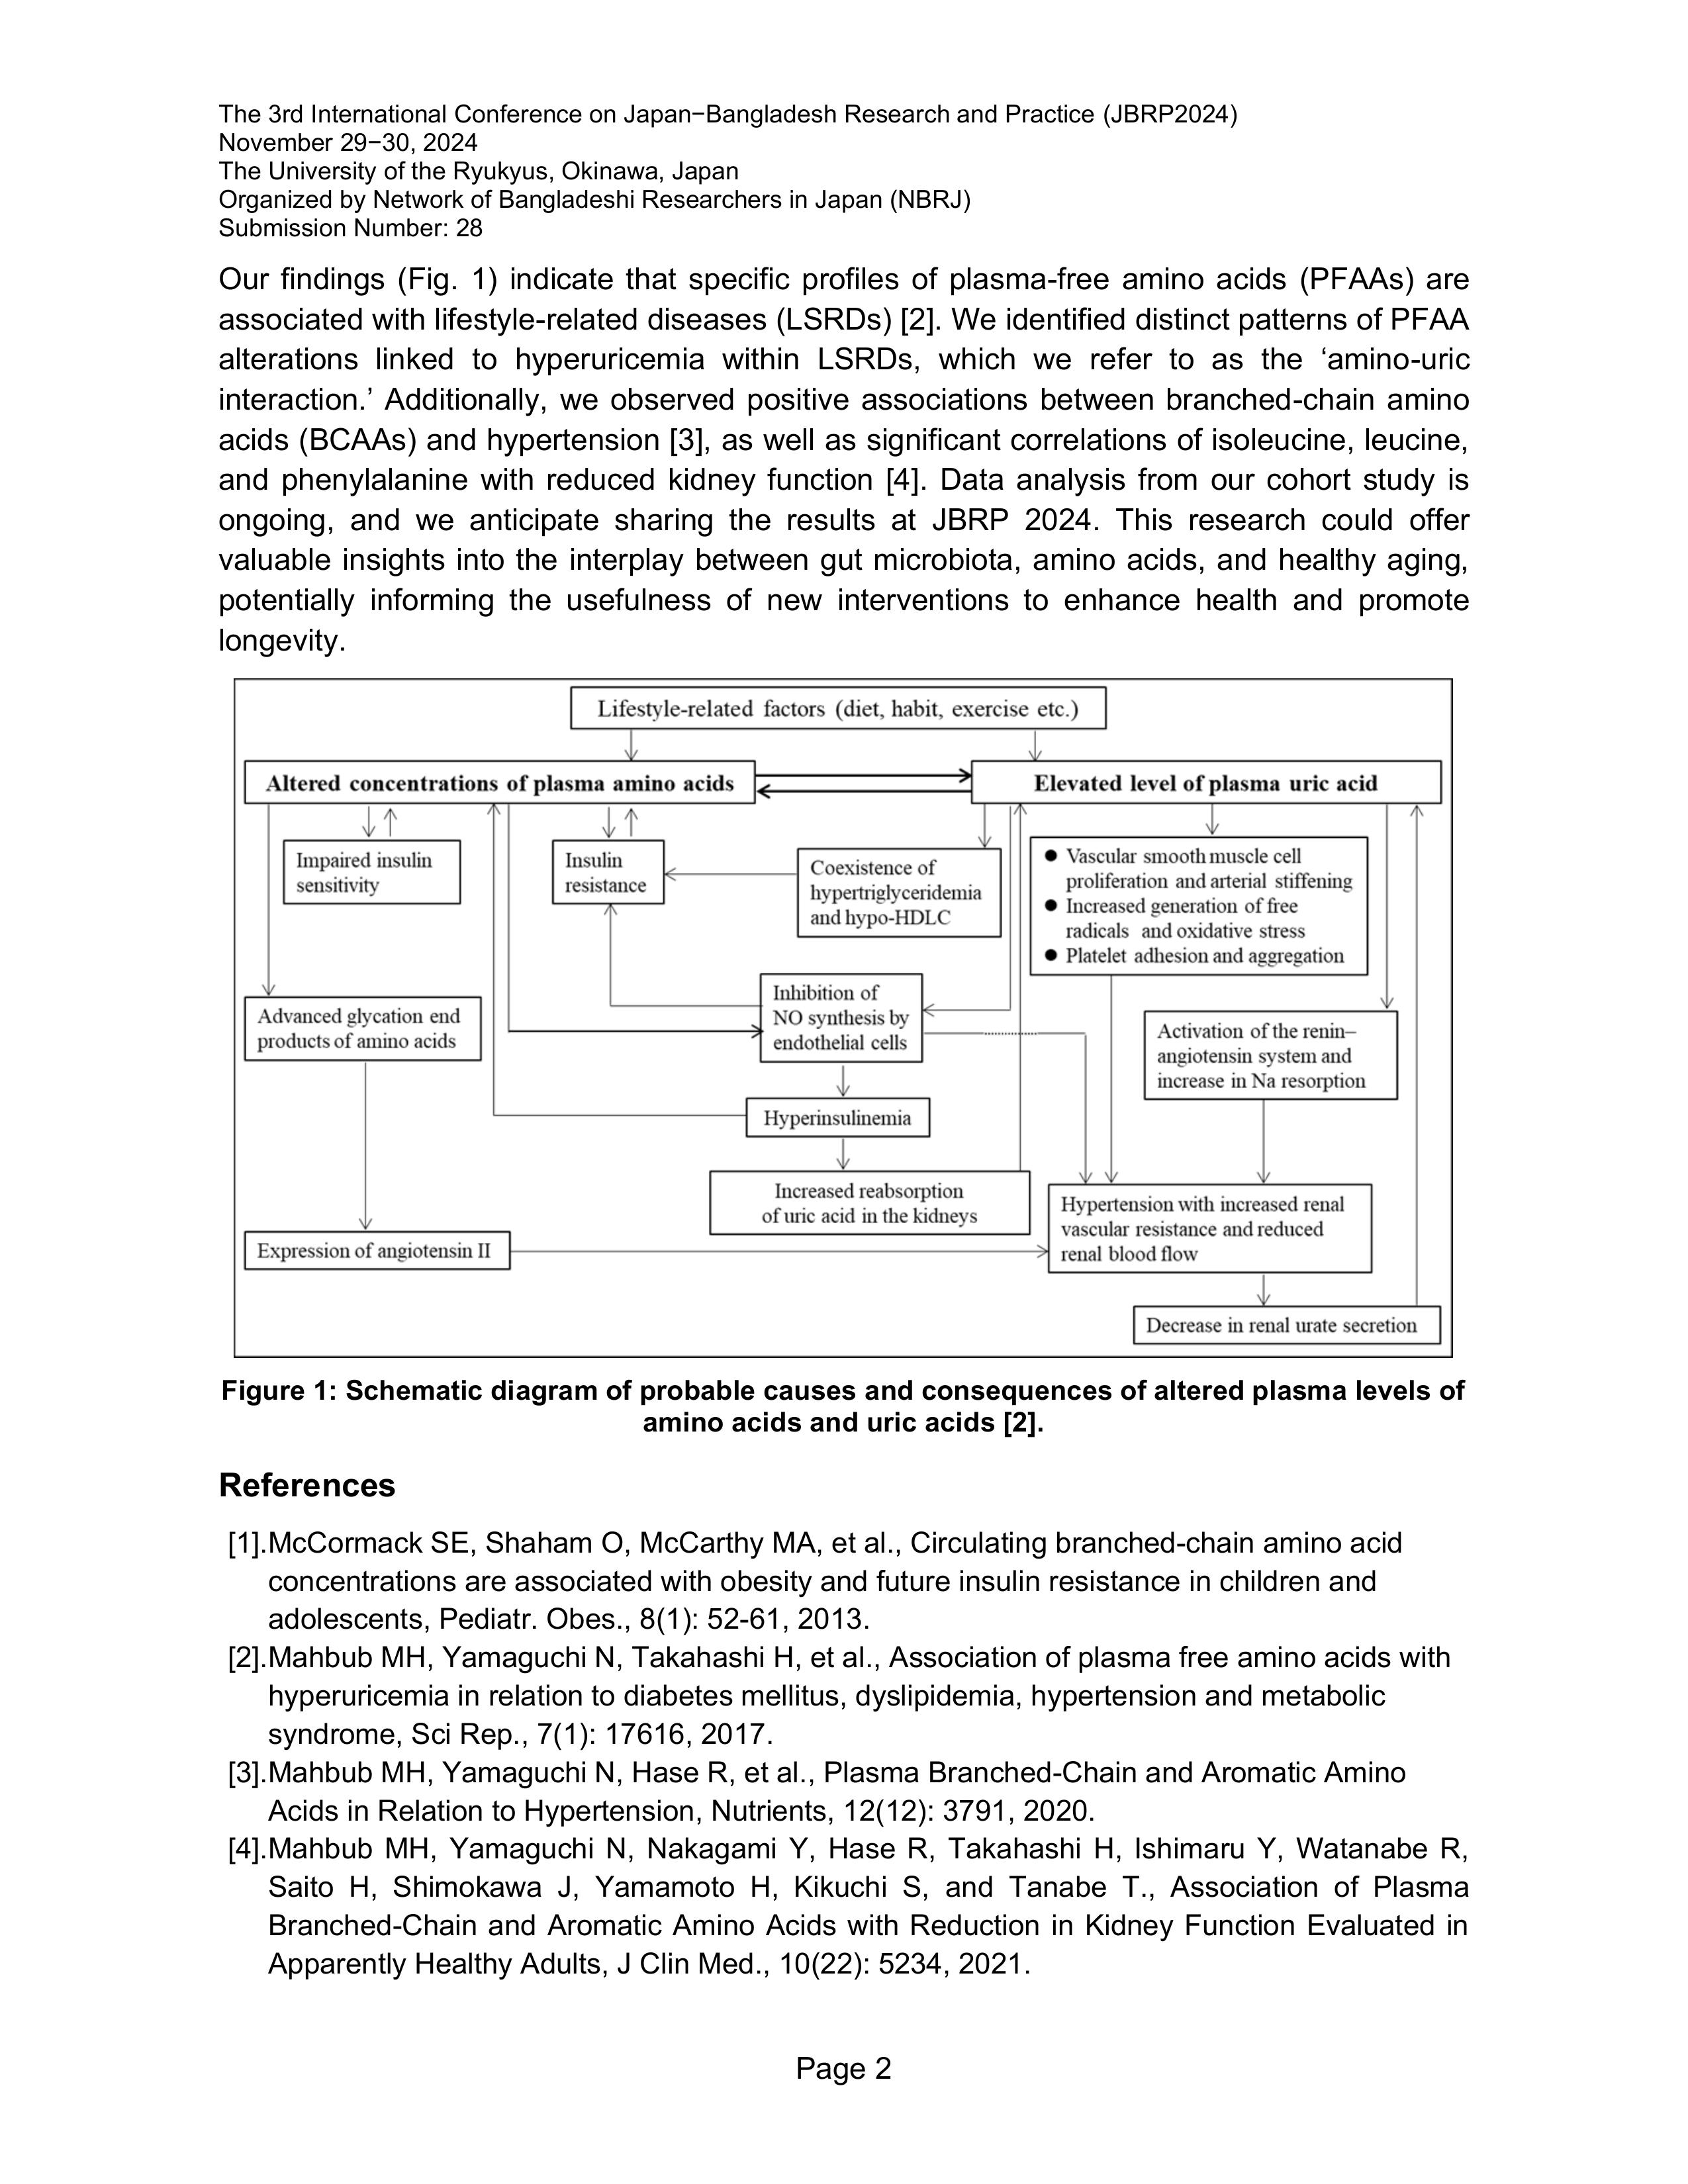 The 3rd International Conference on Japan−Bangladesh Research and Practice (JBRP2024)
November 29−30, 2024
The University of the Ryukyus, Okinawa, Japan
Organized by Network of Bangladeshi Researchers in Japan (NBRJ)
Submission Number: 28
Our findings (Fig. 1) indicate that specific profiles of plasma-free amino acids (PFAAs) are
associated with lifestyle-related diseases (LSRDs) [2]. We identified distinct patterns of PFAA
alterations linked to hyperuricemia within LSRDs, which we refer to as the ‘amino-uric
interaction.’ Additionally, we observed positive associations between branched-chain amino
acids (BCAAs) and hypertension [3], as well as significant correlations of isoleucine, leucine,
and phenylalanine with reduced kidney function [4]. Data analysis from our cohort study is
ongoing, and we anticipate sharing the results at JBRP 2024. This research could offer
valuable insights into the interplay between gut microbiota, amino acids, and healthy aging,
potentially informing the usefulness of new interventions to enhance health and promote
longevity.
Lifestyle-related factors (diet, habit, exercise etc.)
Altered concentrations of plasma amino acids
Elevated level of plasma uric acid
Impaired insulin
sensitivity
Insulin
resistance
Coexistence of
hypertriglyceridemia
and hypo-HDLC
● Vascular smooth muscle cell
proliferation and arterial stiffening
● Increased generation of free
radicals and oxidative stress
● Platelet adhesion and aggregation
Advanced glycation end
products of amino acids
Inhibition of
NO synthesis by
endothelial cells
Activation of the renin–
angiotensin system and
increase in Na resorption
Hyperinsulinemia
Increased reabsorption
of uric acid in the kidneys
Hypertension with increased renal
vascular resistance and reduced
renal blood flow
Expression of angiotensin II
Decrease in renal urate secretion
Figure 1: Schematic diagram of probable causes and consequences of altered plasma levels of
amino acids and uric acids [2].
References
[1].McCormack SE, Shaham O, McCarthy MA, et al., Circulating branched-chain amino acid
concentrations are associated with obesity and future insulin resistance in children and
adolescents, Pediatr. Obes., 8(1): 52-61, 2013.
[2].Mahbub MH, Yamaguchi N, Takahashi H, et al., Association of plasma free amino acids with
hyperuricemia in relation to diabetes mellitus, dyslipidemia, hypertension and metabolic
syndrome, Sci Rep., 7(1): 17616, 2017.
[3].Mahbub MH, Yamaguchi N, Hase R, et al., Plasma Branched-Chain and Aromatic Amino
Acids in Relation to Hypertension, Nutrients, 12(12): 3791, 2020.
[4].Mahbub MH, Yamaguchi N, Nakagami Y, Hase R, Takahashi H, Ishimaru Y, Watanabe R,
Saito H, Shimokawa J, Yamamoto H, Kikuchi S, and Tanabe T., Association of Plasma
Branched-Chain and Aromatic Amino Acids with Reduction in Kidney Function Evaluated in
Apparently Healthy Adults, J Clin Med., 10(22): 5234, 2021.
Page 2